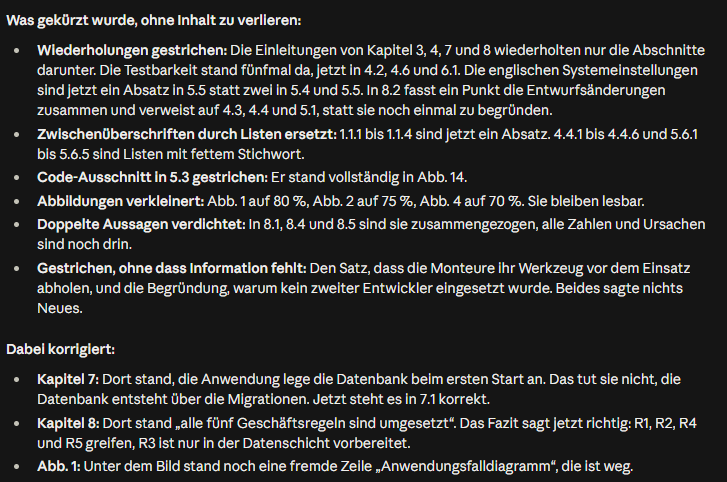 Was gekürzt wurde, ohne Inhalt zu verlieren:
• Wiederholungen gestrichen: Die Einleitungen von Kapitel 3, 4, 7 und 8 wiederholten nur die Abschnitte
darunter. Die Testbarkeit stand fünfmal da, jetzt in 4.2, 4.6 und 6.1. Die englischen Systemeinstellungen
sind jetzt ein Absatz in 5.5 statt zwei in 5.4 und 5.5. In 8.2 fasst ein Punkt die Entwurfsänderungen
zusammen und verweist auf 4.3, 4.4 und 5.1, statt sie noch einmal zu begründen.
• Zwischenüberschriften durch Listen ersetzt: 1.1.1 bis 1.1.4 sind jetzt ein Absatz. 4.4.1 bis 4.4.6 und 5.6.1
bis 5.6.5 sind Listen mit fettem Stichwort.
• Code-Ausschnitt in 5.3 gestrichen: Er stand vollständig in Abb. 14.
• Abbildungen verkleinert: Abb. 1 auf 80 %, Abb. 2 auf 75 %, Abb. 4 auf 70 %. Sie bleiben lesbar.
• Doppelte Aussagen verdichtet: In 8.1, 8.4 und 8.5 sind sie zusammengezogen, alle Zahlen und Ursachen
sind noch drin.
• Gestrichen, ohne dass Information fehlt: Den Satz, dass die Monteure ihr Werkzeug vor dem Einsatz
abholen, und die Begründung, warum kein zweiter Entwickler eingesetzt wurde. Beides sagte nichts
Neues.
Dabei korrigiert:
• Kapitel 7: Dort stand, die Anwendung lege die Datenbank beim ersten Start an. Das tut sie nicht, die
Datenbank entsteht über die Migrationen. Jetzt steht es in 7.1 korrekt.
• Kapitel 8: Dort stand „alle fünf Geschäftsregeln sind umgesetzt“. Das Fazit sagt jetzt richtig: R1, R2, R4
und R5 greifen, R3 ist nur in der Datenschicht vorbereitet.
• Abb. 1: Unter dem Bild stand noch eine fremde Zeile „Anwendungsfalldiagramm“, die ist weg.